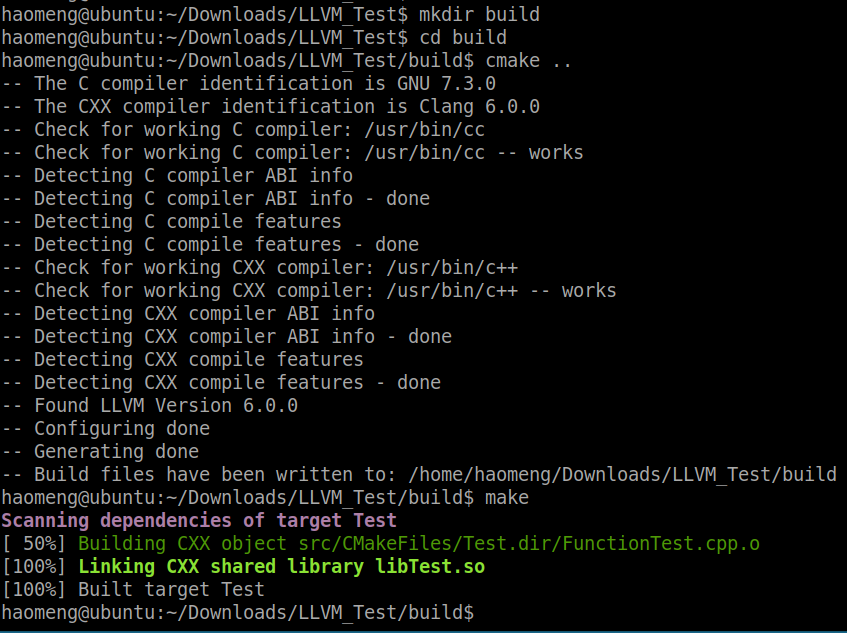 haomeng@ubuntu:~/Downloads/LLVM_Test$ mkdir build
haomeng@ubuntu:~/Downloads/LLVM_Test$ cd build
haomeng@ubuntu:~/Downloads/LLVM_Test/build$ cmake ..
-- The C compiler identification is GNU 7.3.0
-- The CXX compiler identification is Clang 6.0.0
-- Check for working C compiler: /usr/bin/cc
-- Check for working C compiler: /usr/bin/cc -- works
-- Detecting C compiler ABI info
-- Detecting C compiler ABI info - done
-- Detecting C compile features
-- Detecting C compile features - done
-- Check for working CXX compiler: /usr/bin/c++
-- Check for working CXX compiler: /usr/bin/c++ -- works
-- Detecting CXX compiler ABI info
-- Detecting CXX compiler ABI info - done
-- Detecting CXX compile features
-- Detecting CXX compile features - done
-- Found LLVM Version 6.0.0
-- Configuring done
-- Generating done
-- Build files have been written to: /home/haomeng/Downloads/LLVM_Test/build
haomeng@ubuntu:~/Downloads/LLVM_Test/build$ make
Scanning dependencies of target Test
[ 50%] Building CXX object src/CMakeFiles/Test.dir/FunctionTest.cpp.o
[100%] Linking CXX shared library libTest.so
[100%] Built target Test
haomeng@ubuntu:~/Downloads/LLVM_Test/build$